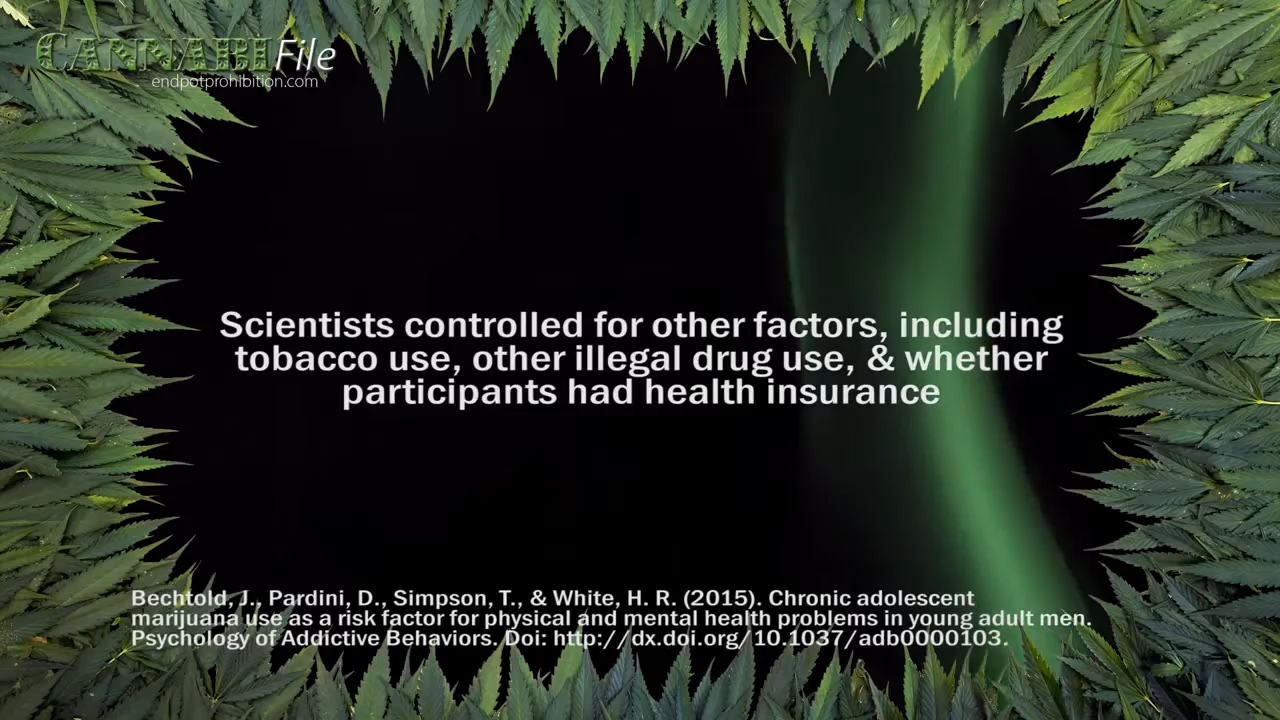 CANNABIFile
endpotprohibition.com
Scientists controlled for other factors, including
tobacco use, other illegal drug use, & whether
participants had health insurance
Bechtold, J., Pardini, D., Simpson, T., & White, H. R. (2015). Chronic adolescent
marijuana use as a risk factor for physical and mental health problems in young adult men.
Psychology of Addictive Behaviors. Doi: http://dx.doi.org/10.1037/adb0000103.